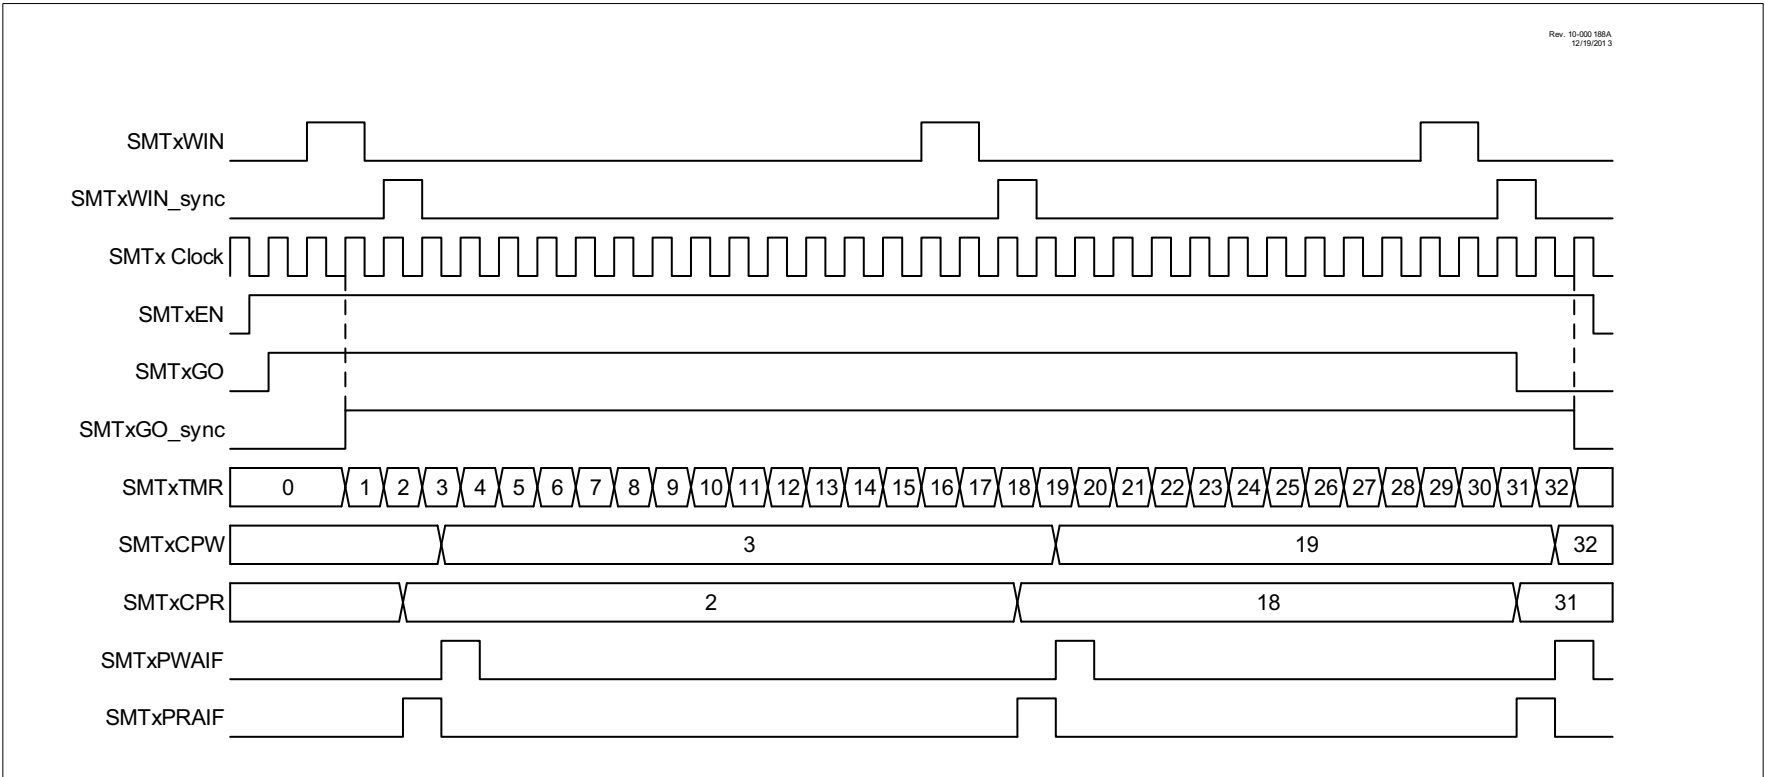 Rev. 10-000 188A
12/19/201 3
SMTxWIN
SMTxWIN_sync
SMTx Clock
SMTxEN
SMTxGO
SMTxGO_sync
SMTxTMR 0 1 2 3 4 5 6 7 8 9 10 11 12 13 14 15 16 17 18 19 20 21 22 23 24 25 26 27 28 29 30 31 32
SMTxCPW 3 19 32
SMTxCPR 2 18 31
SMTxPWAIF
SMTxPRAIF